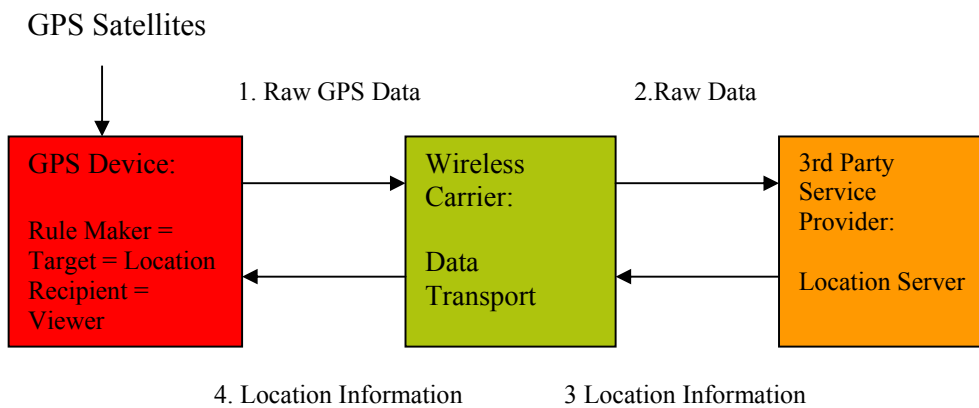 GPS Satellites
1. Raw GPS Data
2.Raw Data
GPS Device:
Rule Maker =
Target = Location
Recipient =
Viewer
Wireless
Carrier:
Data
Transport
3rd Party
Service
Provider:
Location Server
4. Location Information
3 Location Information